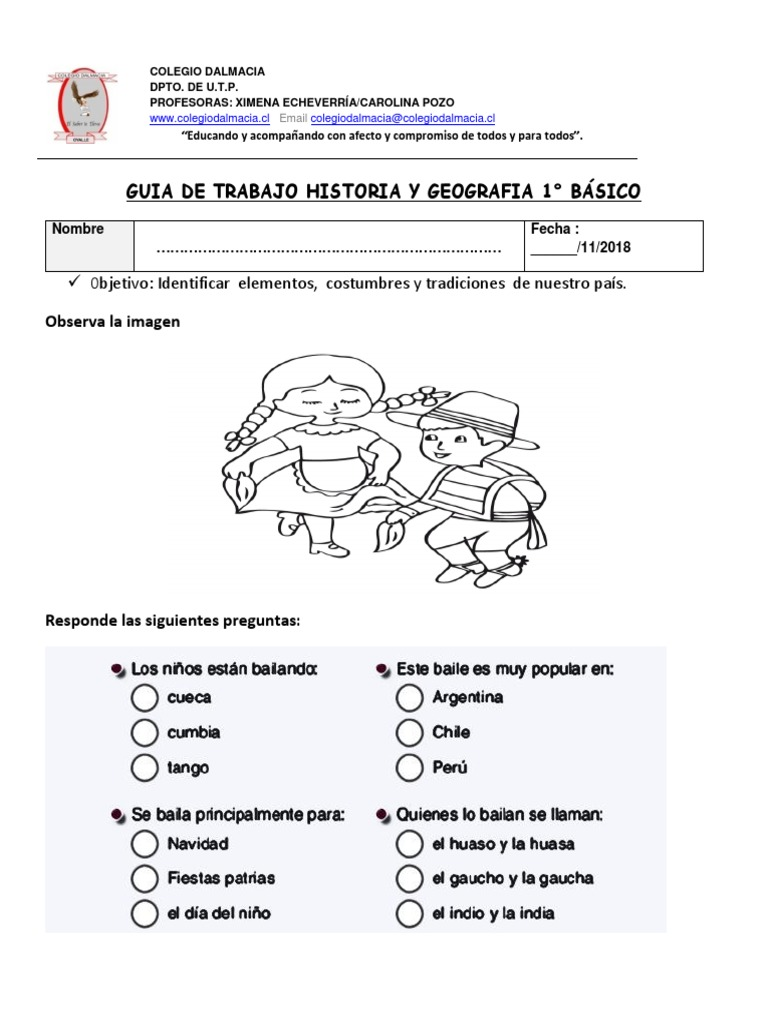 COLEGIO DALMACIA
COLEGIO DALMACIA
DPTO. DE U.T.P.
PROFESORAS: XIMENA ECHEVERRÍA/CAROLINA POZO
www.colegiodalmacia.cl Email colegiodalmacia@colegiodalmacia.cl
“Educando y acompañando con afecto y compromiso de todos y para todos”.
OVALLE
GUIA DE TRABAJO HISTORIA Y GEOGRAFIA 1° BÁSICO
Nombre
Fecha :
……………………………………………………………………
______/11/2018
✓ Objetivo: Identificar elementos, costumbres y tradiciones de nuestro país.
Observa la imagen
Responde las siguientes preguntas:
Los niños están bailando:
cueca
cumbia
tango
Este baile es muy popular en:
Argentina
Chile
Perú
Se baila principalmente para:
Navidad
Fiestas patrias
el día del niño
Quienes lo bailan se llaman:
el huaso y la huasa
el gaucho y la gaucha
el indio y la india